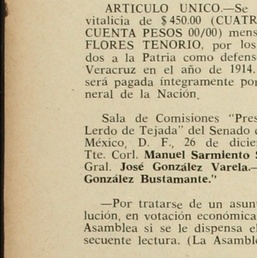 ARTICULO UNICO.—Se
vitalicia de $450.00 (CUATR
CUENTA PESOS 00/00) mens
FLORES TENORIO, por los
dos a la Patria como defens
Veracruz en el año de 1914.
será pagada íntegramente por
neral de la Nación.
Sala de Comisiones "Pres
Lerdo de Tejada" del Senado d
México, D. F., 26 de dicie
Tte. Corl. Manuel Sarmiento S
Gral. José González Varela.—
González Bustamante."
—Por tratarse de un asun
lución, en votación económica
Asamblea si se le dispensa el
secuente lectura. (La Asamble